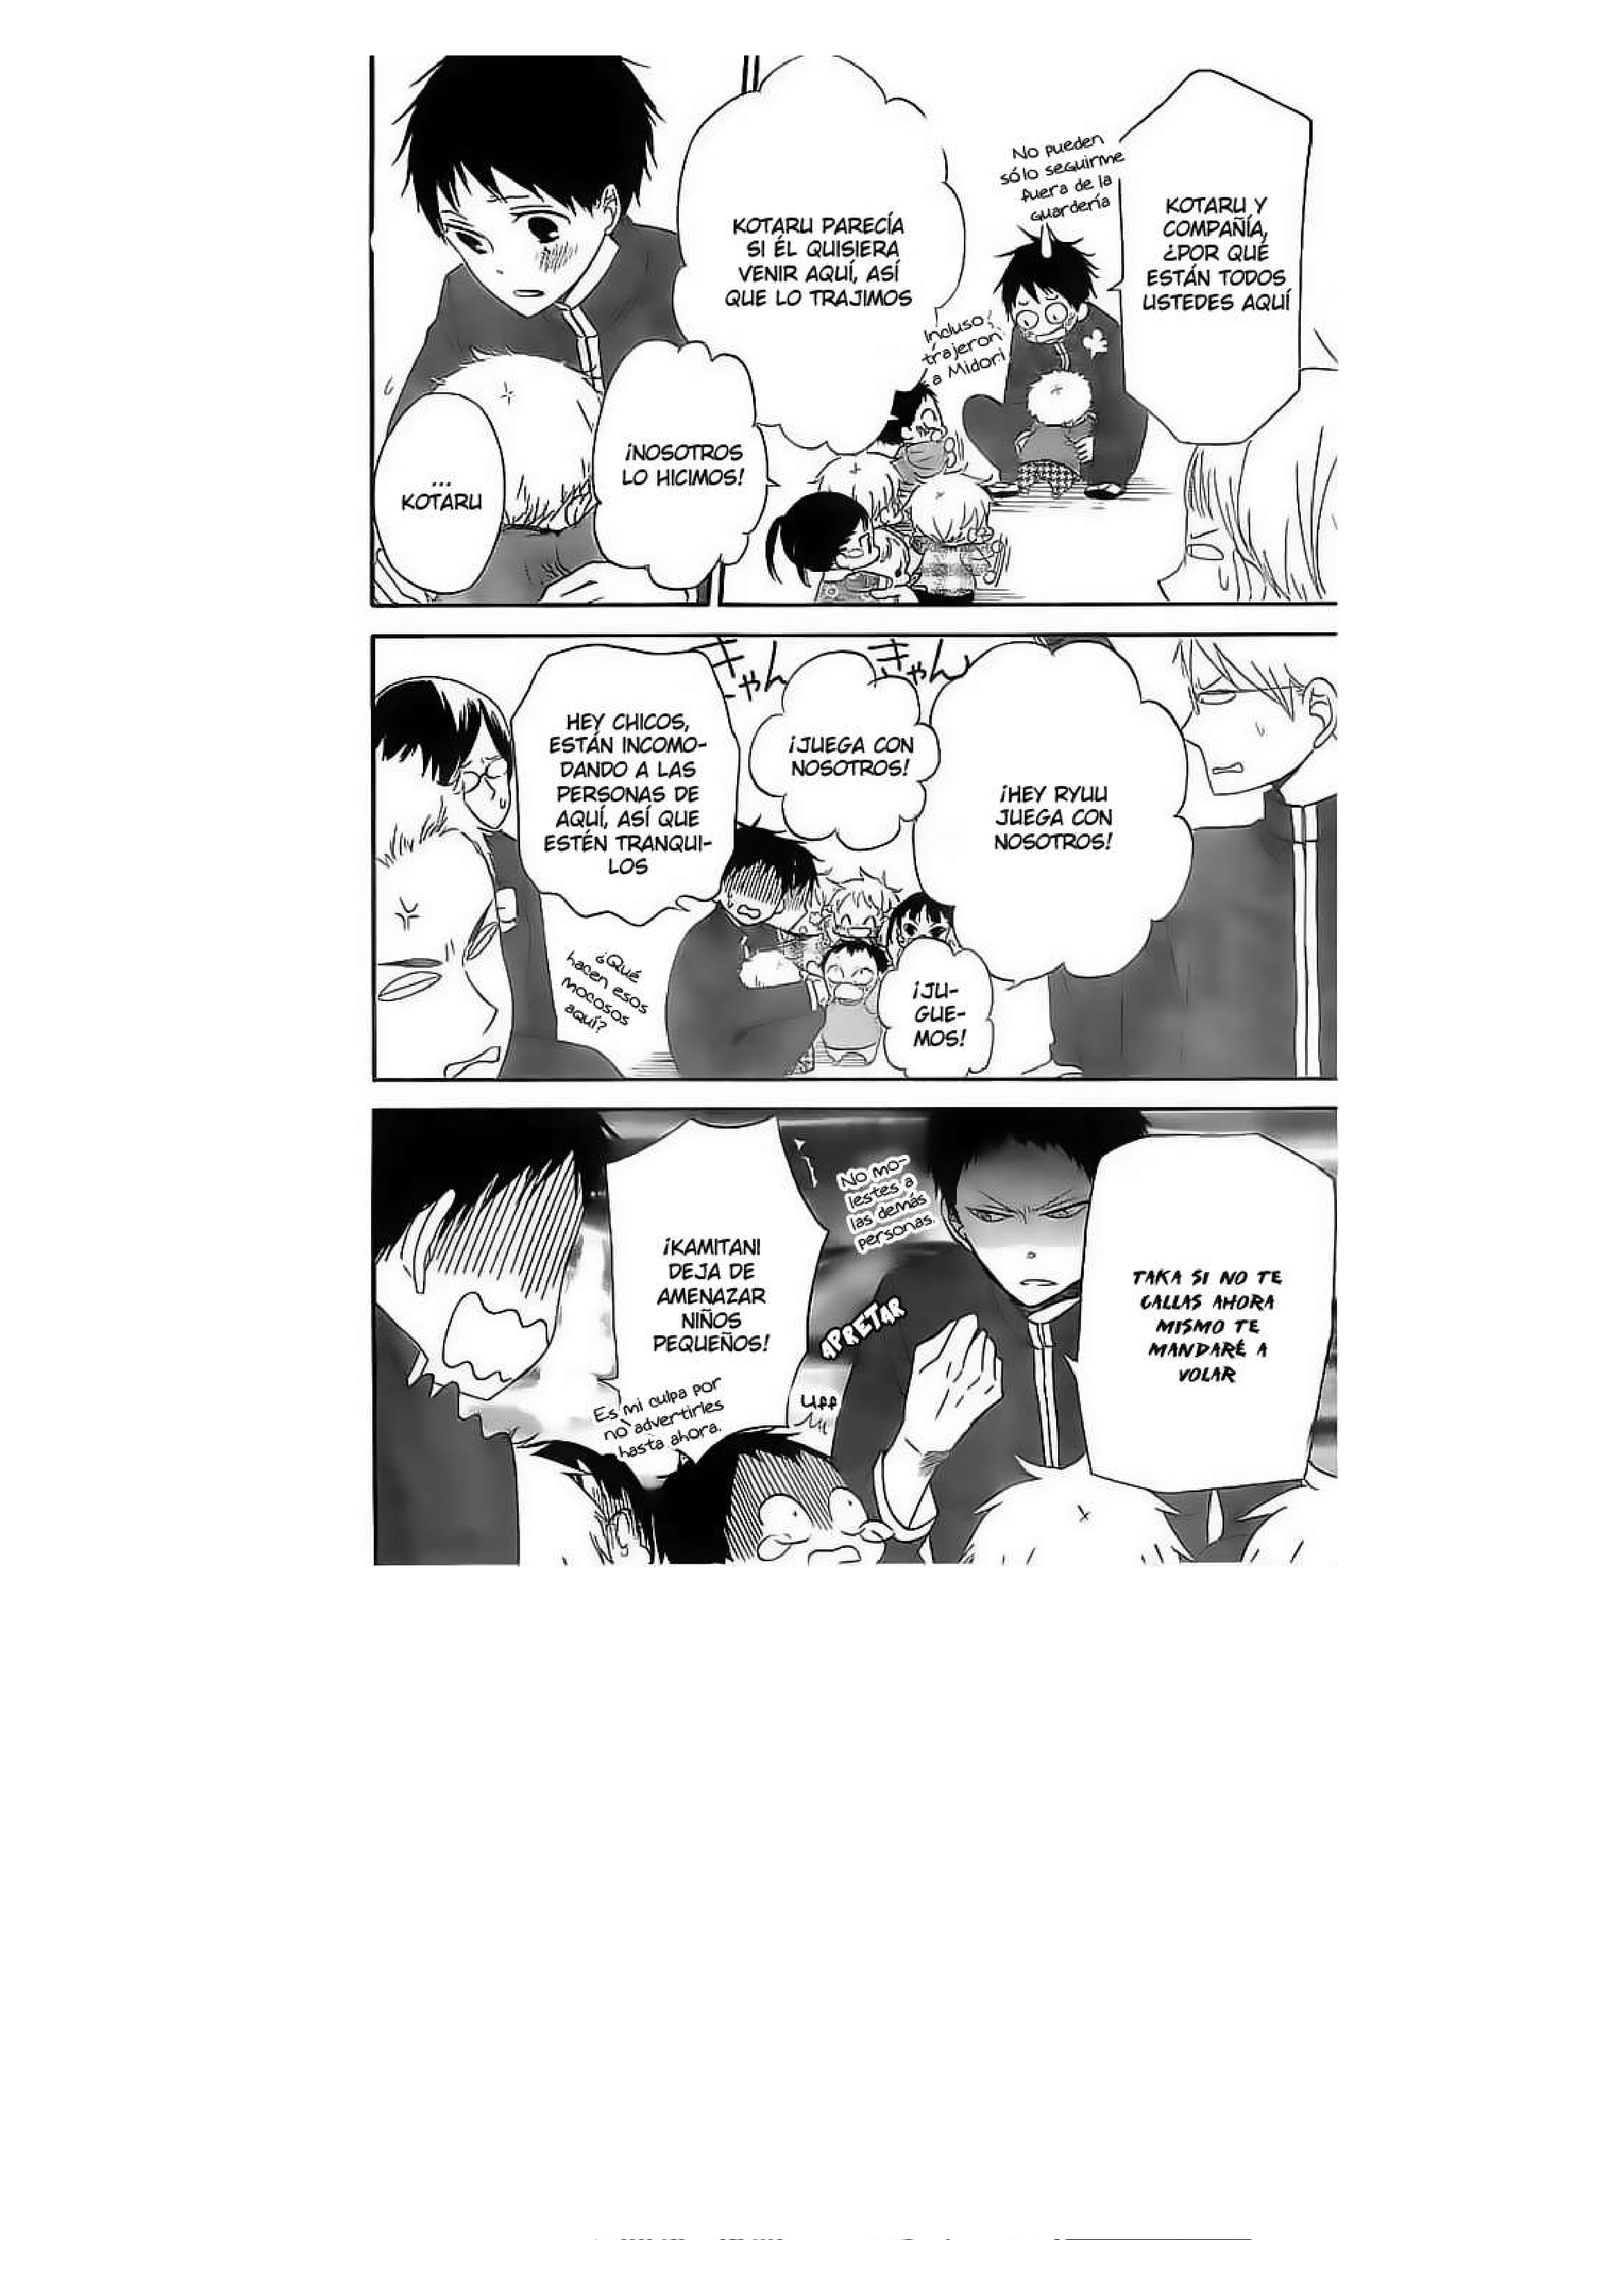 KOTARU Y
COMPAÑÍA,
¿POR QUÉ
ESTÁN TODOS
USTEDES AQUÍ
No pueden
sólo seguirme
fuera de la
guardería
Incluso
trajeron
a Midori
KOTARU PARECÍA
SI ÉL QUISIERA
VENIR AQUÍ, ASÍ
QUE LO TRAJIMOS
¡NOSOTROS
LO HICIMOS!
...
KOTARU
¡HEY RYUU
JUEGA CON
NOSOTROS!
きゃん
¡JUEGA CON
NOSOTROS!
きゃん
¡JU-
GUE-
MOS!
HEY CHICOS,
ESTÁN INCOMO-
DANDO A LAS
PERSONAS DE
AQUÍ, ASÍ QUE
ESTÉN TRANQUI-
LOS
¿Qué
hacen esos
mocosos
aquí?
TAKA SI NO TE
CALLAS AHORA
MISMO TE
MANDARÉ A
VOLAR
No mo-
lestes a
las demás
personas.
APRETAR
Uff
¡KAMITANI
DEJA DE
AMENAZAR
NIÑOS
PEQUEÑOS!
Es mi culpa por
no advertirles
hasta ahora.